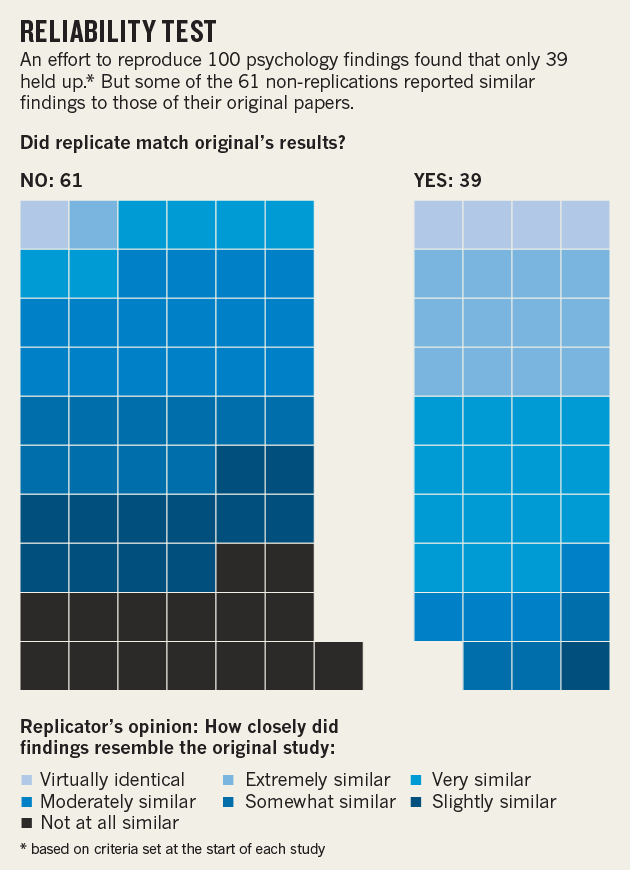 RELIABILITY TEST
An effort to reproduce 100 psychology findings found that only 39
held up.* But some of the 61 non-replications reported similar
findings to those of their original papers.
Did replicate match original's results?
NO: 61
YES: 39
Replicator's opinion: How closely did
findings resemble the original study:
Virtually identical
Extremely similar
Very similar
Moderately similar
Somewhat similar
Slightly similar
Not at all similar
* based on criteria set at the start of each study